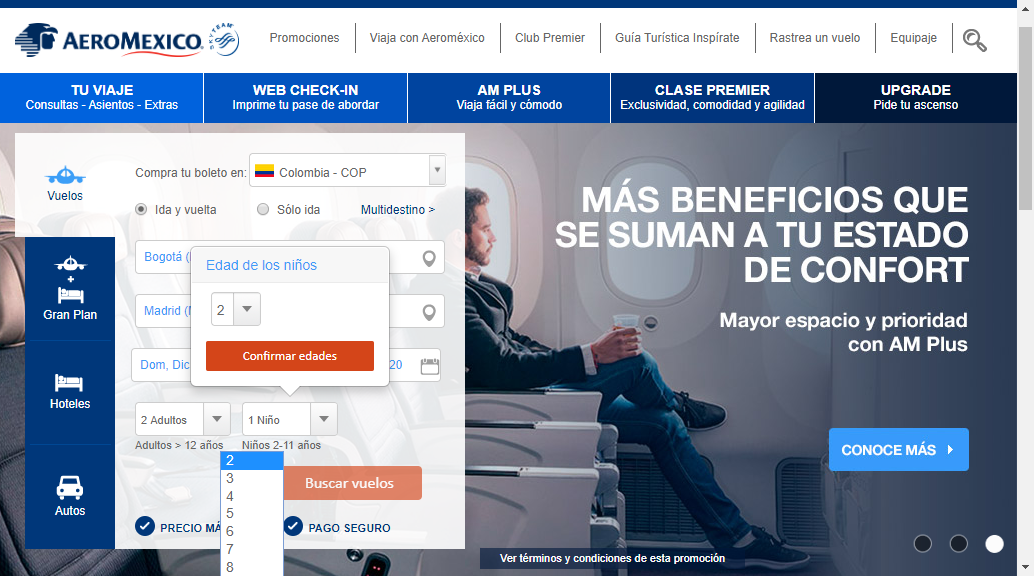 AEROMEXICO.
SKYTEAM
Promociones
Viaja con Aeroméxico
Club Premier
Guía Turística Inspírate
Rastrea un vuelo
Equipaje
TU VIAJE
Consultas - Asientos - Extras
WEB CHECK-IN
Imprime tu pase de abordar
AM PLUS
Viaja fácil y cómodo
CLASE PREMIER
Exclusividad, comodidad y agilidad
UPGRADE
Pide tu ascenso
Vuelos
Gran Plan
Hoteles
Autos
Compra tu boleto en:
Colombia - COP
Ida y vuelta
Sólo ida
Multidestino >
Bogotá
Edad de los niños
2
Confirmar edades
Madrid
Dom, Dic
20
2 Adultos
1 Niño
Adultos > 12 años
Niños 2-11 años
2
3
4
5
6
7
8
Buscar vuelos
PRECIO
PAGO SEGURO
MÁS BENEFICIOS QUE
SE SUMAN A TU ESTADO
DE CONFORT
Mayor espacio y prioridad
con AM Plus
CONOCE MÁS
Ver términos y condiciones de esta promoción